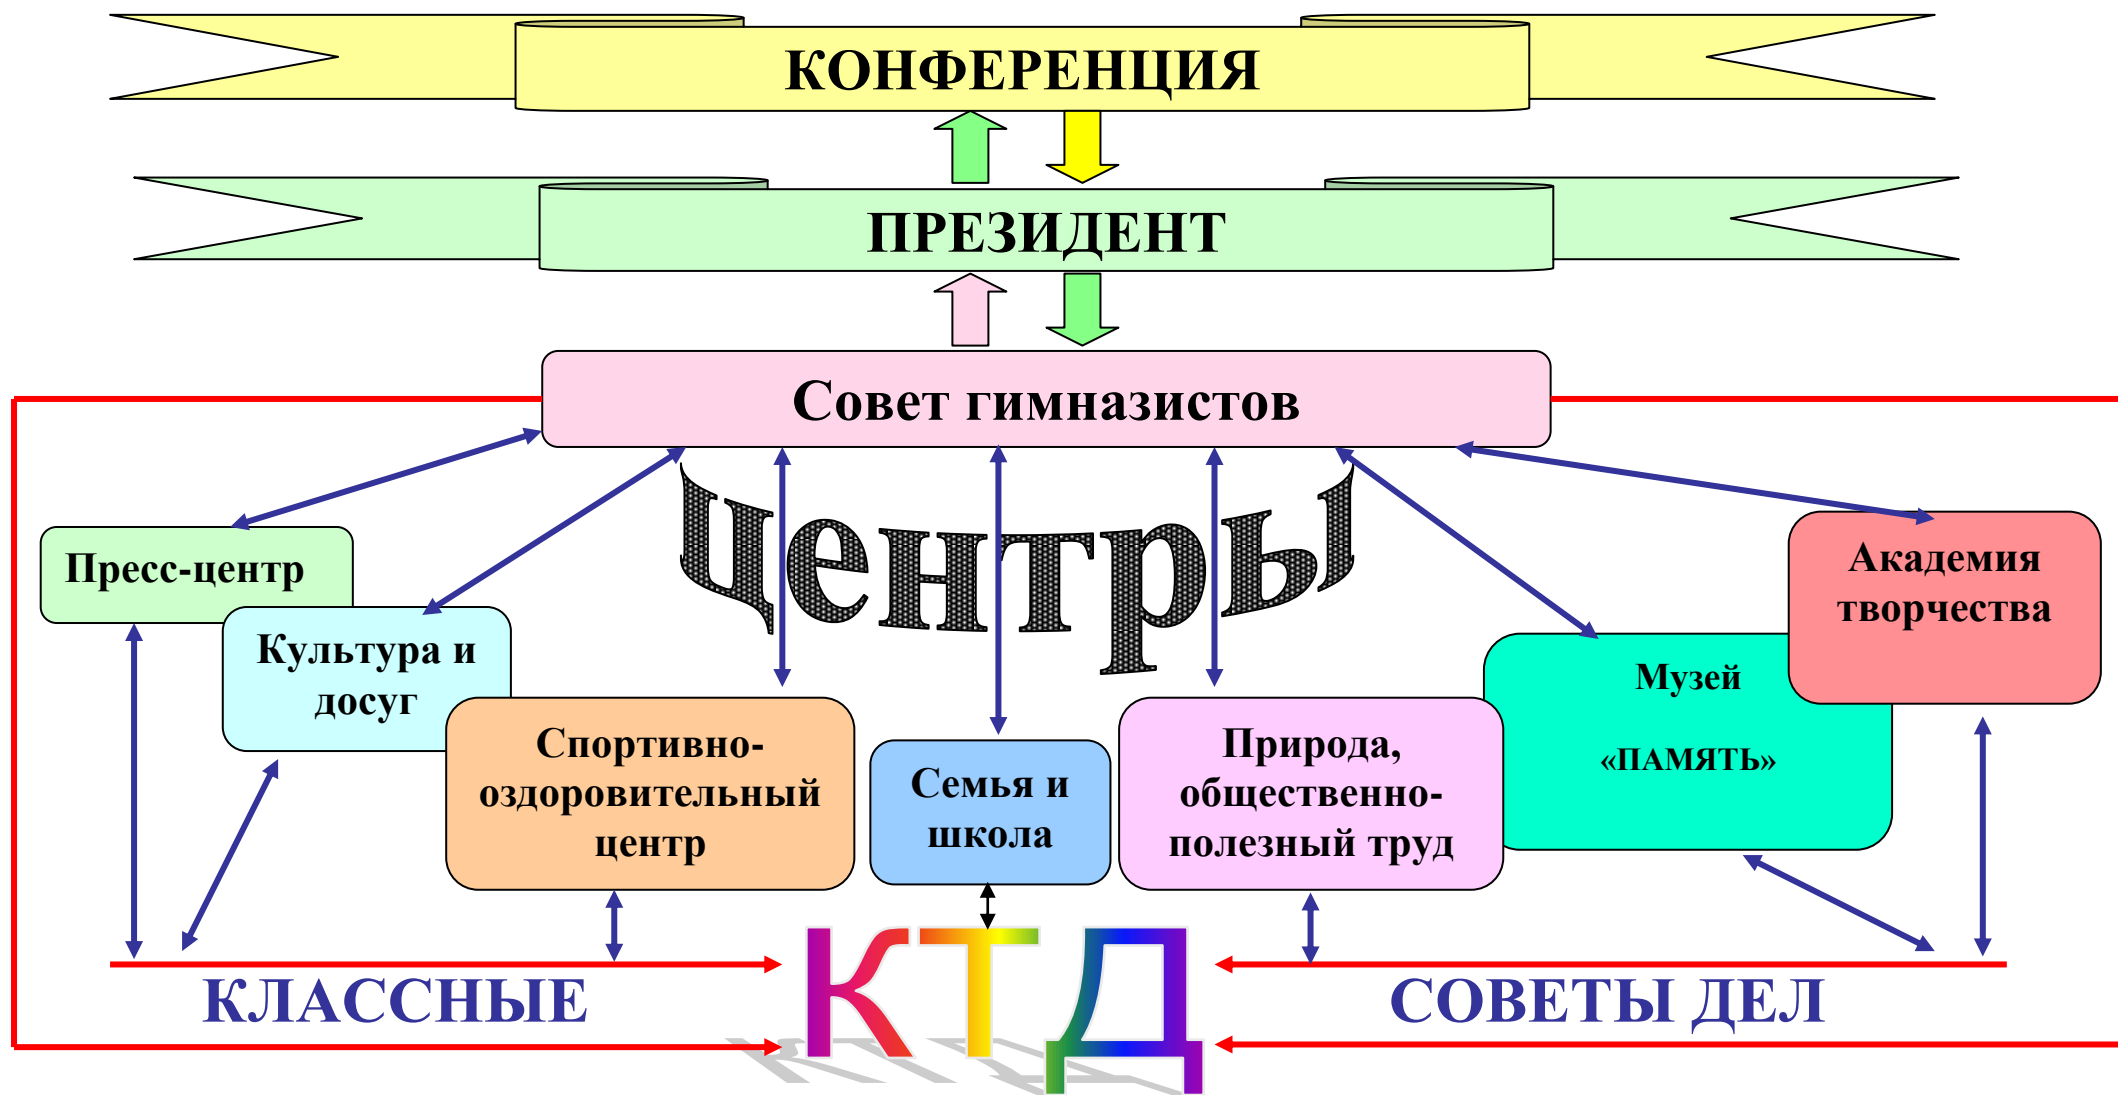 КОНФЕРЕНЦИЯ
ПРЕЗИДЕНТ
Совет гимназистов
центры
Пресс-центр
Культура и
досуг
Спортивно-
оздоровительный
центр
Семья и
школа
Природа,
общественно-
полезный труд
Музей
«ПАМЯТЬ»
Академия
творчества
КТД
КЛАССНЫЕ
СОВЕТЫ ДЕЛ